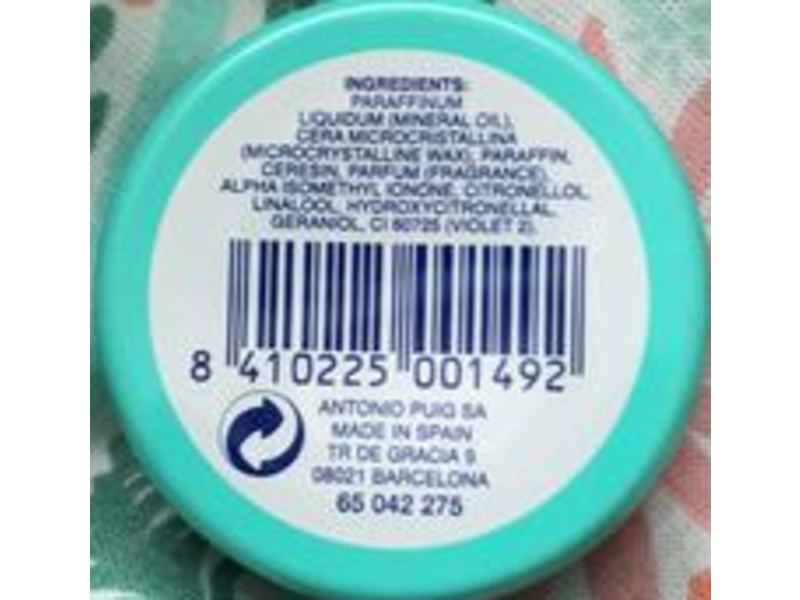 INGREDIENTS:
PARAFFINUM
LIQUIDUM (MINERAL OIL),
CERA MICROCRISTALLINA
(MICROCRYSTALLINE WAX), PARAFFIN,
CERESIN, PARFUM (FRAGRANCE),
ALPHA ISOMETHYL IONONE, CITRONELLOL,
LINALOOL, HYDROXYCITRONELLAL,
GERANIOL, CI 60725 (VIOLET 2).
8 410225 001492
ANTONIO PUIG SA
MADE IN SPAIN
TR DE GRACIA 9
08021 BARCELONA
65 042 275